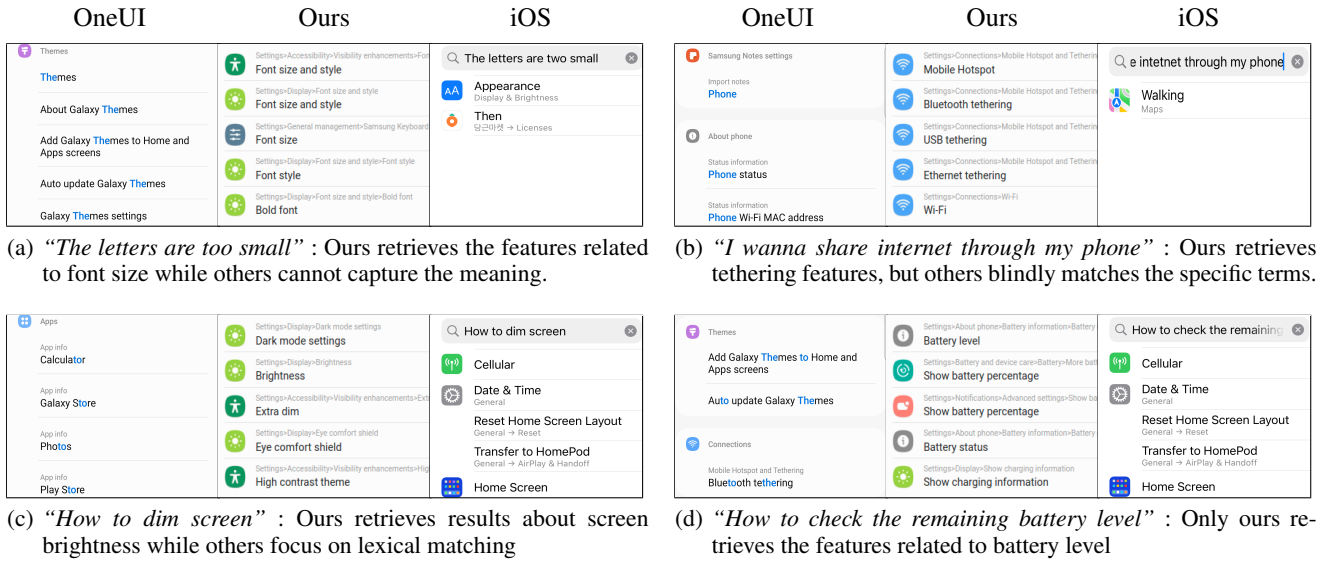 OneUI
Ours
iOS
OneUI
Ours
iOS
Themes
Themes
About Galaxy Themes
Add Galaxy Themes to Home and
Apps screens
Auto update Galaxy Themes
Galaxy Themes settings
Settings>Accessibility>Visibility enhancements>Fon
Font size and style
Settings>Display>Font size and style
Font size and style
Settings>General management>Samsung Keyboard
Font size
Settings>Display>Font size and style>Font style
Font style
Settings>Display>Font size and style>Bold font
Bold font
The letters are two small
Appearance
Display & Brightness
Then
당근마켓 → Licenses
Samsung Notes settings
Import notes
Phone
About phone
Status information
Phone status
Status information
Phone Wi-Fi MAC address
Settings>Connections>Mobile Hotspot and Tetherin
Mobile Hotspot
Settings>Connections>Mobile Hotspot and Tetherin
Bluetooth tethering
Settings>Connections>Mobile Hotspot and Tetherin
USB tethering
Settings>Connections>Mobile Hotspot and Tetherin
Ethernet tethering
Settings>Connections>Wi-Fi
Wi-Fi
e intetnet through my phone
Walking
Maps
(a) “The letters are too small” : Ours retrieves the features related
to font size while others cannot capture the meaning.
(b) “I wanna share internet through my phone” : Ours retrieves
tethering features, but others blindly matches the specific terms.
Apps
App info
Calculator
App info
Galaxy Store
App info
Photos
App info
Play Store
Settings>Display>Dark mode settings
Dark mode settings
Settings>Display>Brightness
Brightness
Settings>Accessibility>Visibility enhancements>Extr
Extra dim
Settings>Display>Eye comfort shield
Eye comfort shield
Settings>Accessibility>Visibility enhancements>Hig
High contrast theme
How to dim screen
Cellular
Date & Time
General
Reset Home Screen Layout
General → Reset
Transfer to HomePod
General → AirPlay & Handoff
Home Screen
Themes
Add Galaxy Themes to Home and
Apps screens
Auto update Galaxy Themes
Connections
Mobile Hotspot and Tethering
Bluetooth tethering
Settings>About phone>Battery information>Battery
Battery level
Settings>Battery and device care>Battery>More batt
Show battery percentage
Settings>Notifications>Advanced settings>Show ba
Show battery percentage
Settings>About phone>Battery information>Battery
Battery status
Settings>Display>Show charging information
Show charging information
How to check the remaining
Cellular
Date & Time
General
Reset Home Screen Layout
General → Reset
Transfer to HomePod
General → AirPlay & Handoff
Home Screen
(c) “How to dim screen” : Ours retrieves results about screen
brightness while others focus on lexical matching
(d) “How to check the remaining battery level” : Only ours re-
trieves the features related to battery level